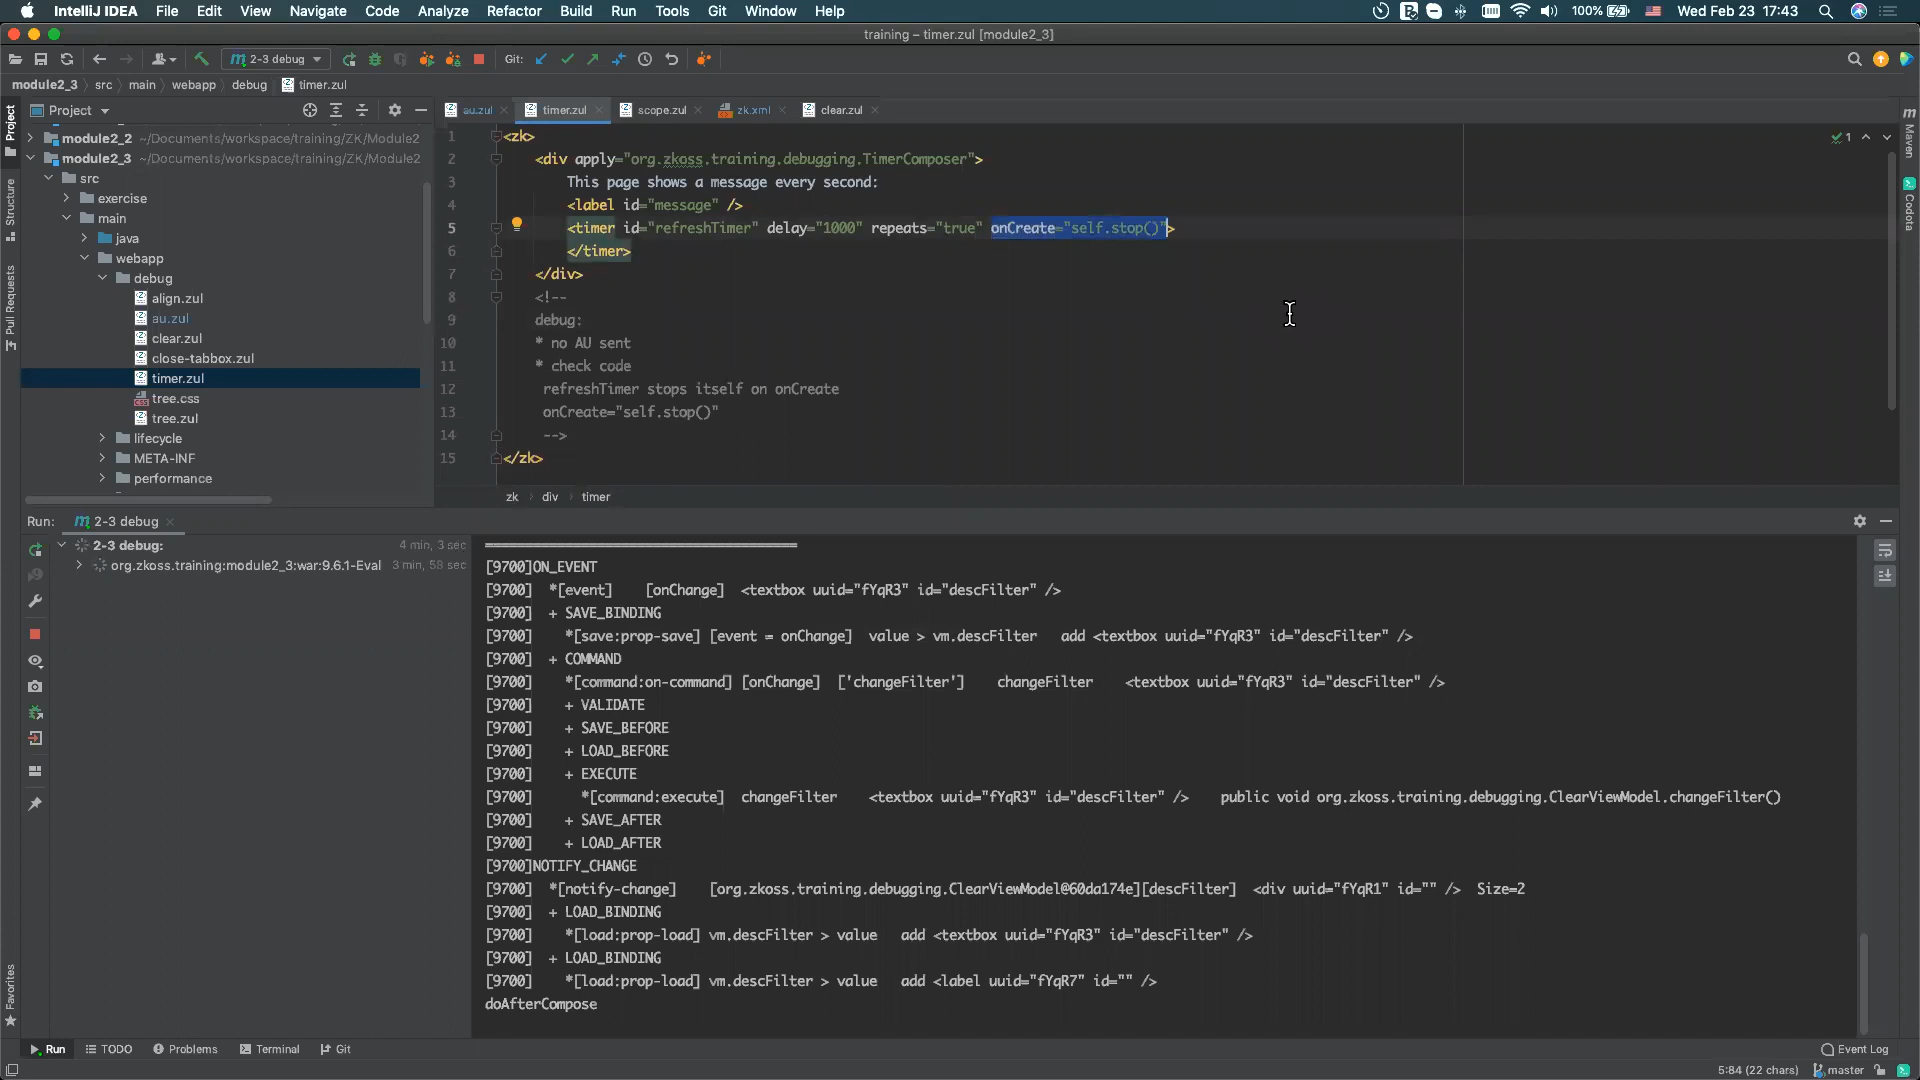 IntelliJ IDEA File Edit View Navigate Code Analyze Refactor Build Run Tools Git Window Help 100% Wed Feb 23 17:43
training – timer.zul [module2_3]
2-3 debug Git:
module2_3 src main webapp debug timer.zul
Project
au.zul timer.zul scope.zul zk.xml clear.zul
module2_2 ~/Documents/workspace/training/ZK/Module2
module2_3 ~/Documents/workspace/training/ZK/Module2
src
exercise
main
java
webapp
debug
align.zul
au.zul
clear.zul
close-tabbox.zul
timer.zul
tree.css
tree.zul
lifecycle
META-INF
performance
1 <zk>
2 <div apply="org.zkoss.training.debugging.TimerComposer">
3 This page shows a message every second:
4 <label id="message" />
5 <timer id="refreshTimer" delay="1000" repeats="true" onCreate="self.stop()">
6 </timer>
7 </div>
8 <!--
9 debug:
10 * no AU sent
11 * check code
12 refreshTimer stops itself on onCreate
13 onCreate="self.stop()"
14 -->
15 </zk>
1
zk div timer
Project
Structure
Pull Requests
Favorites
Maven
Codota
Run: 2-3 debug
2-3 debug: 4 min, 3 sec
org.zkoss.training:module2_3:war:9.6.1-Eval 3 min, 58 sec
[9700]ON_EVENT
[9700] *[event] [onChange] <textbox uuid="fYqR3" id="descFilter" />
[9700] + SAVE_BINDING
[9700] *[save:prop-save] [event = onChange] value > vm.descFilter add <textbox uuid="fYqR3" id="descFilter" />
[9700] + COMMAND
[9700] *[command:on-command] [onChange] ['changeFilter'] changeFilter <textbox uuid="fYqR3" id="descFilter" />
[9700] + VALIDATE
[9700] + SAVE_BEFORE
[9700] + LOAD_BEFORE
[9700] + EXECUTE
[9700] *[command:execute] changeFilter <textbox uuid="fYqR3" id="descFilter" /> public void org.zkoss.training.debugging.ClearViewModel.changeFilter()
[9700] + SAVE_AFTER
[9700] + LOAD_AFTER
[9700]NOTIFY_CHANGE
[9700] *[notify-change] [org.zkoss.training.debugging.ClearViewModel@60da174e][descFilter] <div uuid="fYqR1" id="" /> Size=2
[9700] + LOAD_BINDING
[9700] *[load:prop-load] vm.descFilter > value add <textbox uuid="fYqR3" id="descFilter" />
[9700] + LOAD_BINDING
[9700] *[load:prop-load] vm.descFilter > value add <label uuid="fYqR7" id="" />
doAfterCompose
Run TODO Problems Terminal Git Event Log
5:84 (22 chars) master